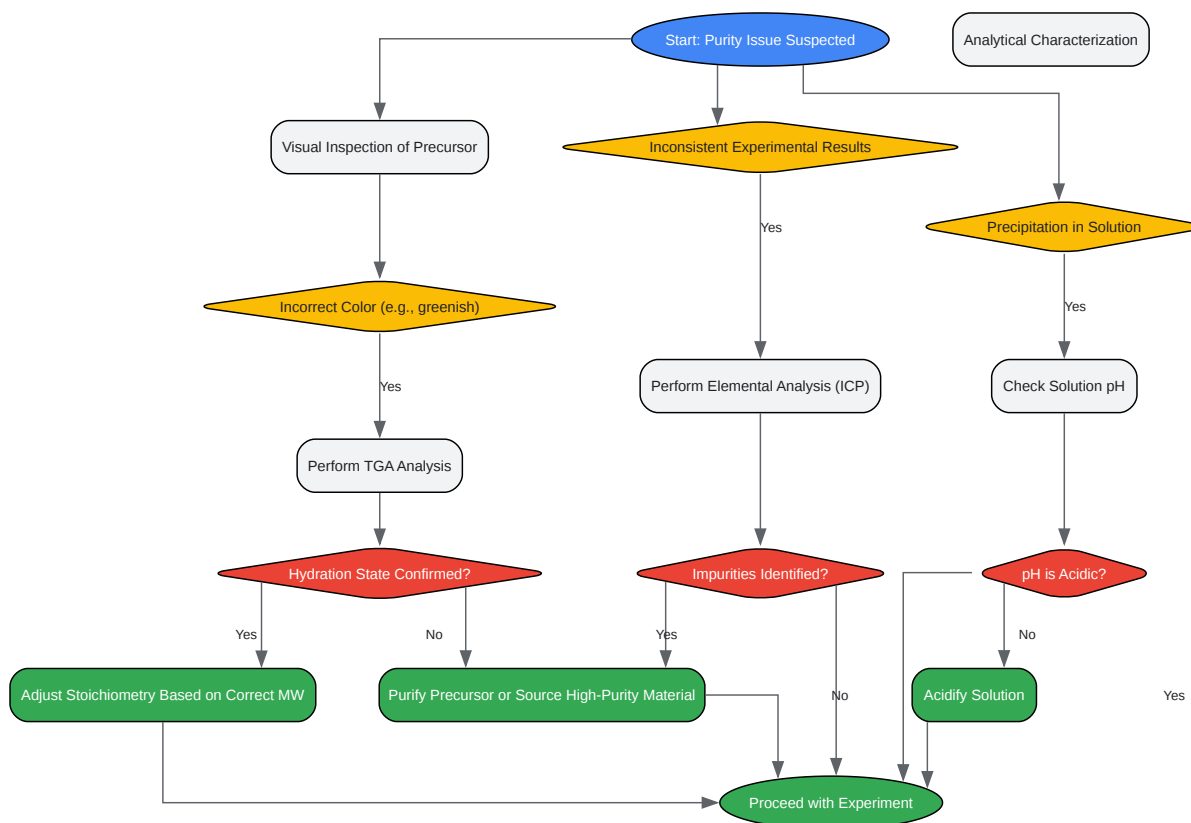 Start: Purity Issue Suspected
Analytical Characterization
Visual Inspection of Precursor
Inconsistent Experimental Results
Yes
Precipitation in Solution
Incorrect Color (e.g., greenish)
Yes
Yes
Perform Elemental Analysis (ICP)
Check Solution pH
Perform TGA Analysis
Hydration State Confirmed?
Impurities Identified?
pH is Acidic?
Yes
No
Yes
No
Adjust Stoichiometry Based on Correct MW
Purify Precursor or Source High-Purity Material
No
Acidify Solution
Yes
Proceed with Experiment